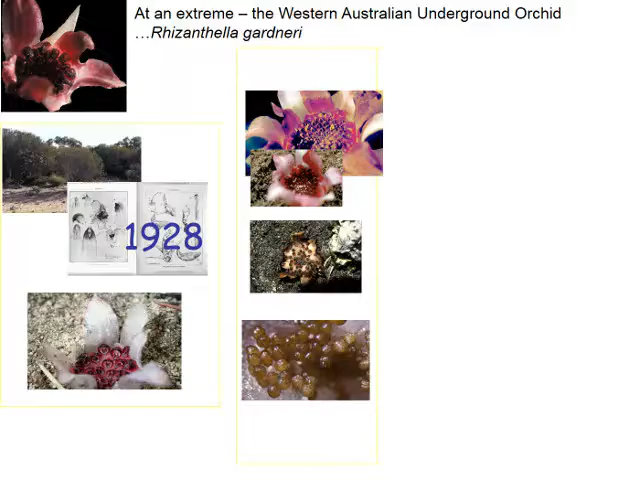 At an extreme – the Western Australian Underground Orchid
…Rhizanthella gardneri
1928